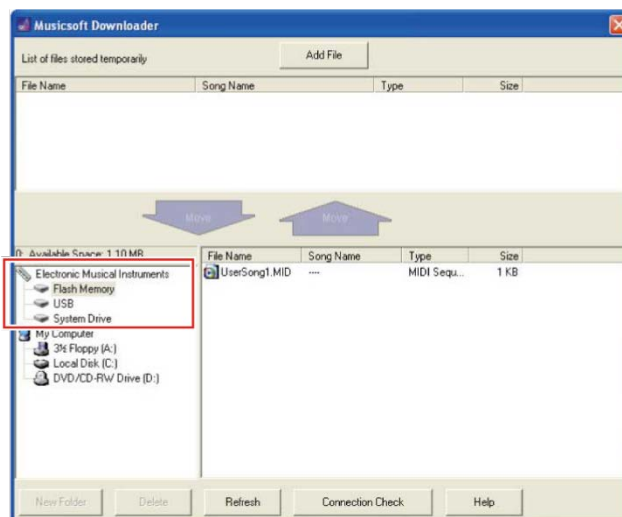 Musicsoft Downloader
List of files stored temporarily
Add File
File Name Song Name Type Size
Move Move
0: Available Space: 1.10 MB
Electronic Musical Instruments
Flash Memory
USB
System Drive
My Computer
3½ Floppy (A:)
Local Disk (C:)
DVD/CD-RW Drive (D:)
File Name Song Name Type Size
UserSong1.MID ---- MIDI Sequ... 1 KB
New Folder Delete Refresh Connection Check Help